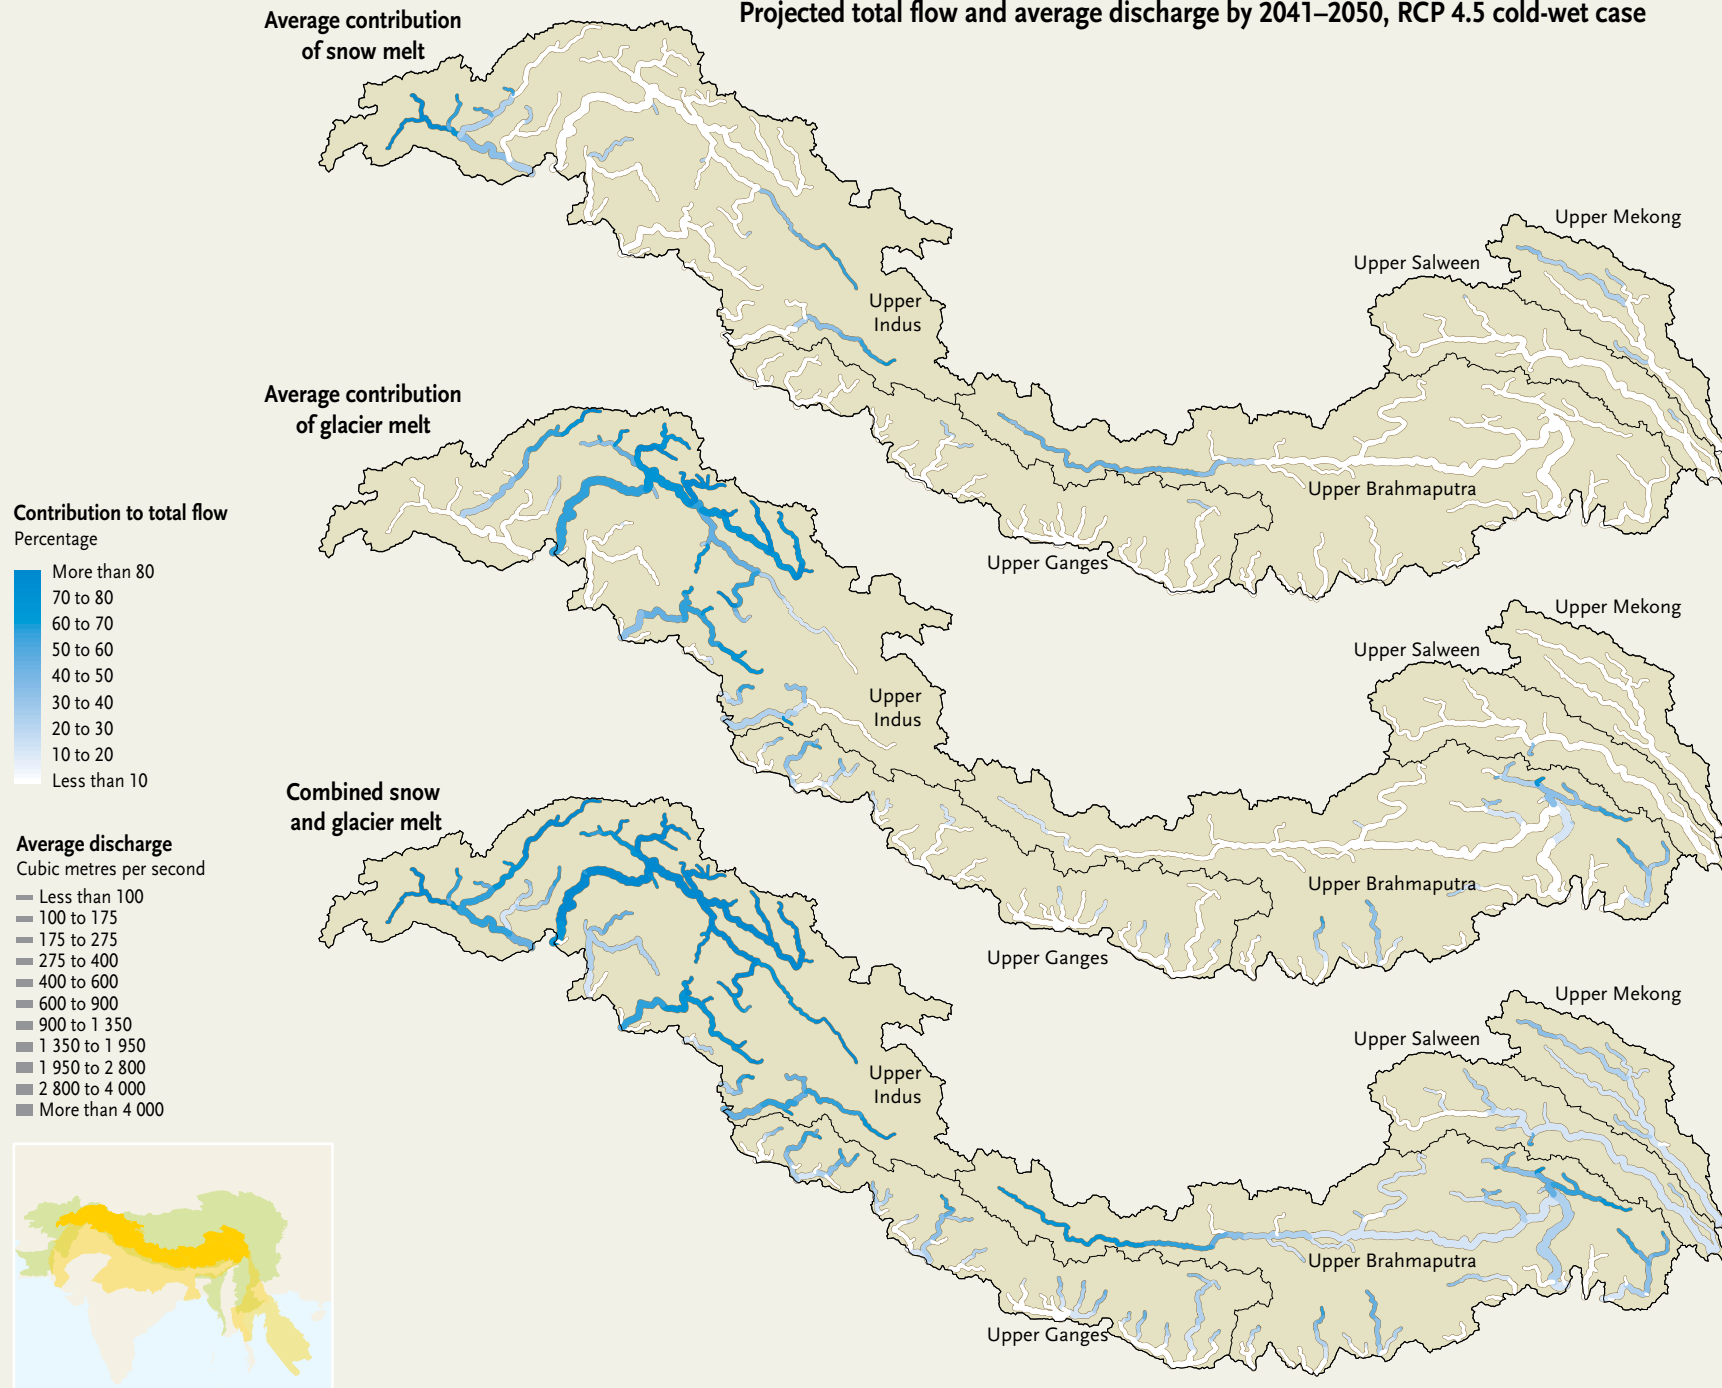 Projected total flow and average discharge by 2041–2050, RCP 4.5 cold-wet case
Average contribution
of snow melt
Upper Mekong
Upper Salween
Upper
Indus
Upper Brahmaputra
Upper Ganges
Average contribution
of glacier melt
Upper Mekong
Upper Salween
Upper
Indus
Upper Brahmaputra
Upper Ganges
Combined snow
and glacier melt
Upper Mekong
Upper Salween
Upper
Indus
Upper Brahmaputra
Upper Ganges
Contribution to total flow
Percentage
More than 80
70 to 80
60 to 70
50 to 60
40 to 50
30 to 40
20 to 30
10 to 20
Less than 10
Average discharge
Cubic metres per second
Less than 100
100 to 175
175 to 275
275 to 400
400 to 600
600 to 900
900 to 1 350
1 350 to 1 950
1 950 to 2 800
2 800 to 4 000
More than 4 000